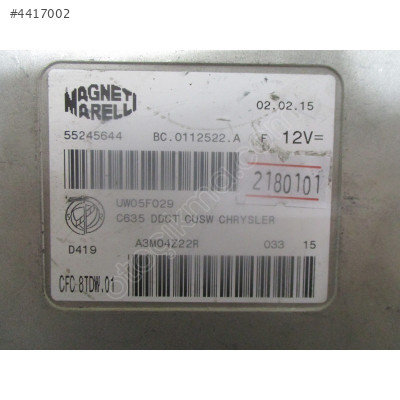 #4417002
MAGNETI
MARELLI
02.02.15
55245644 BC.0112522.A F 12V=
2180101
UW05F029
C635 DDCT CUSW CHRYSLER
D419 A3M04Z22R 033 15
CFC 8TDW.01